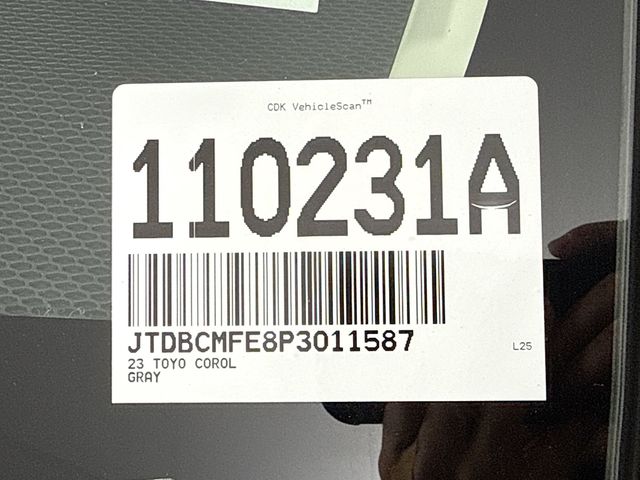 CDK VehicleScan™
110231A
JTDBCMFE8P3011587
23 TOYO COROL
GRAY
L25